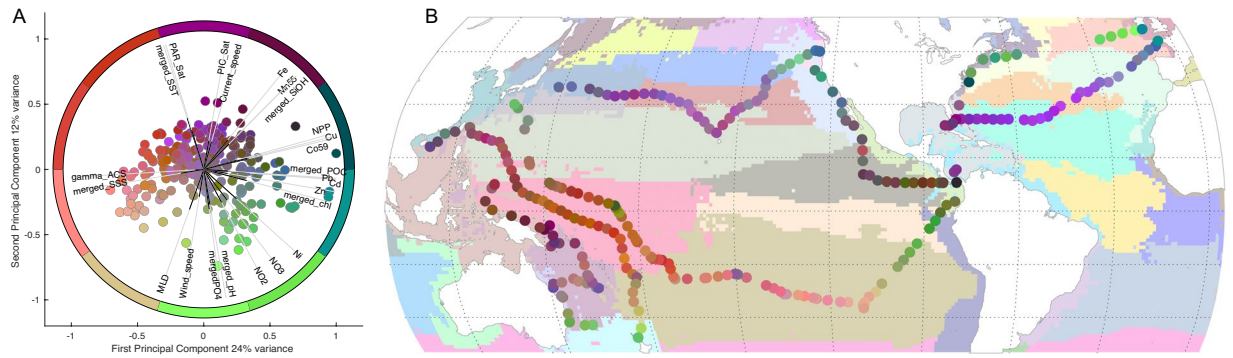 A
B
1
0.5
0
-0.5
-1
Second Principal Component 12% variance
-1
-0.5
0
0.5
1
First Principal Component 24% variance
PAR_Sat
merged_SST
PIC_Sat
Current_speed
Fe
Mn55
merged_SiOH
NPP
Cu
Co59
merged_POC
Pb
Cd
Zn
merged_chl
Ni
NO3
NO2
merged_pH
mergedPO4
Wind_speed
MLD
gamma_ACS
merged_SSS